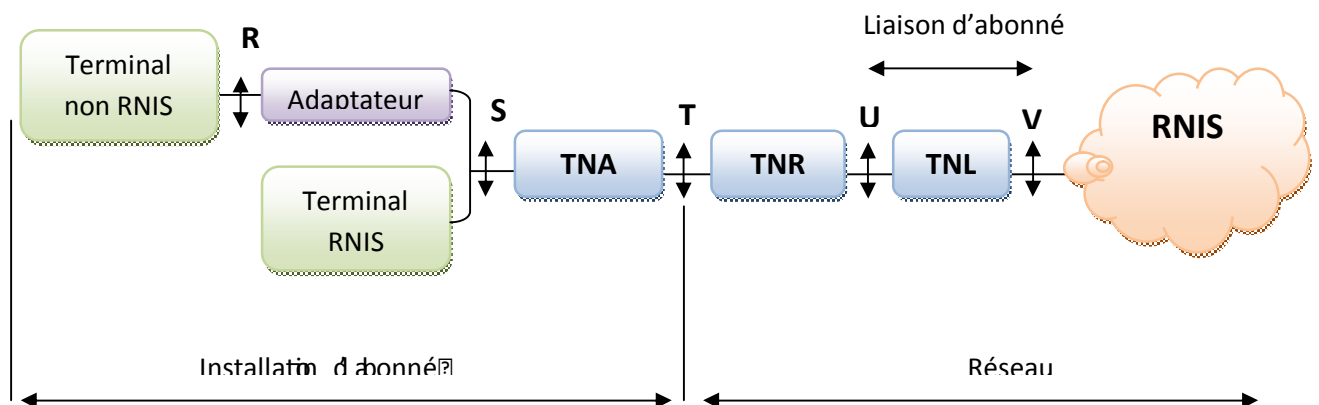 Liaison d’abonné
R
Terminal
non RNIS
Adaptateur
S
T
U
V
RNIS
TNA
TNR
TNL
Terminal
RNIS
Installation d'abonné
Réseau